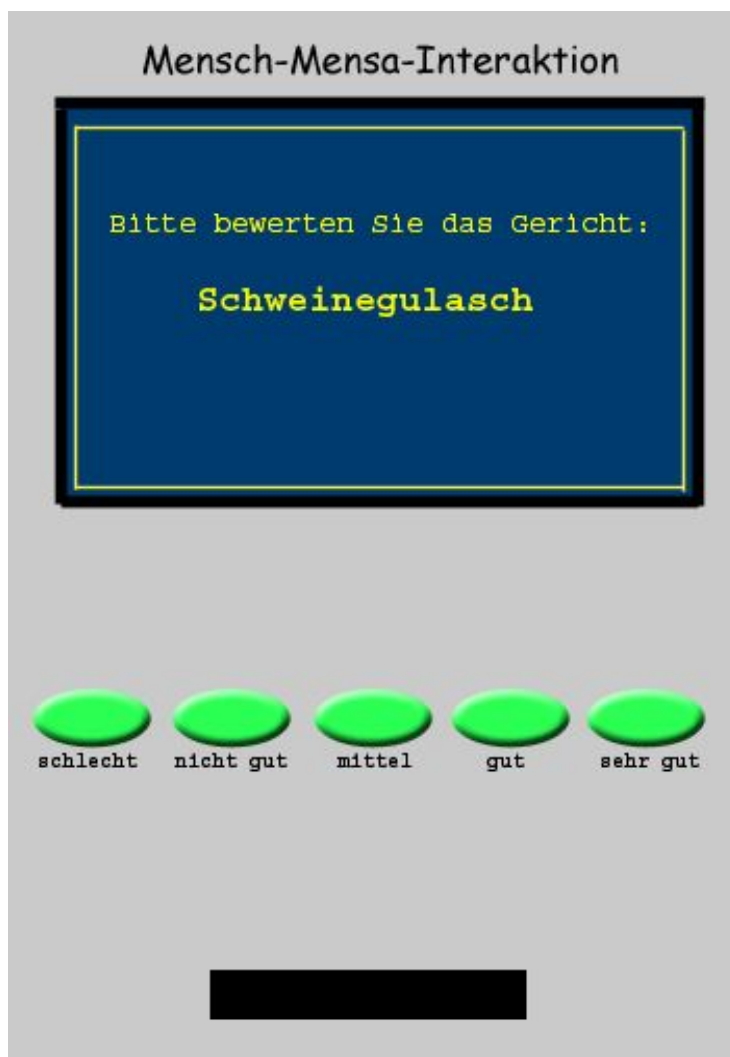 Mensch-Mensa-Interaktion
Bitte bewerten Sie das Gericht:
Schweinegulasch
schlecht nicht gut mittel gut sehr gut